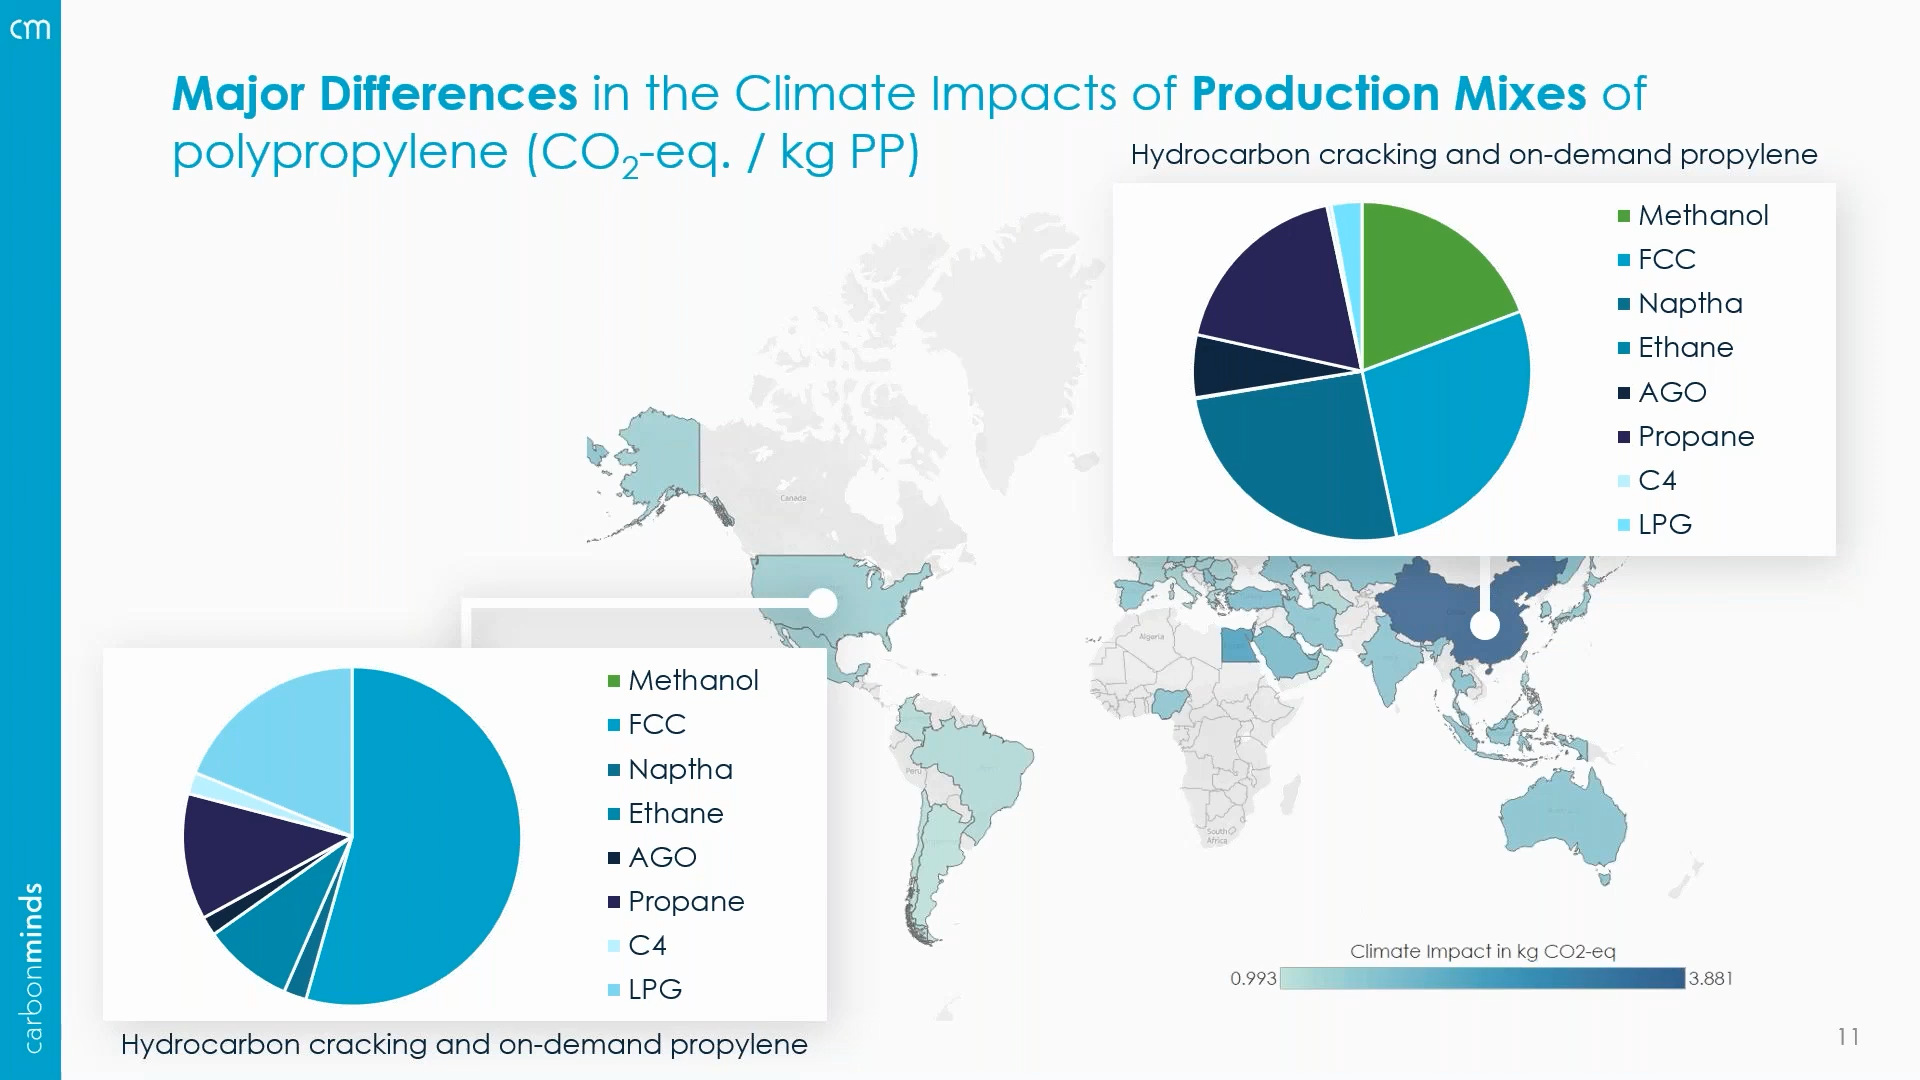 cm
Major Differences in the Climate Impacts of Production Mixes of
polypropylene (CO₂-eq. / kg PP)
Hydrocarbon cracking and on-demand propylene
Methanol
FCC
Naptha
Ethane
AGO
Propane
C4
LPG
Canada
Algeria
Peru
South
Africa
Methanol
FCC
Naptha
Ethane
AGO
Propane
C4
LPG
Hydrocarbon cracking and on-demand propylene
Climate Impact in kg CO2-eq
0.993
3.881
carbonminds
11